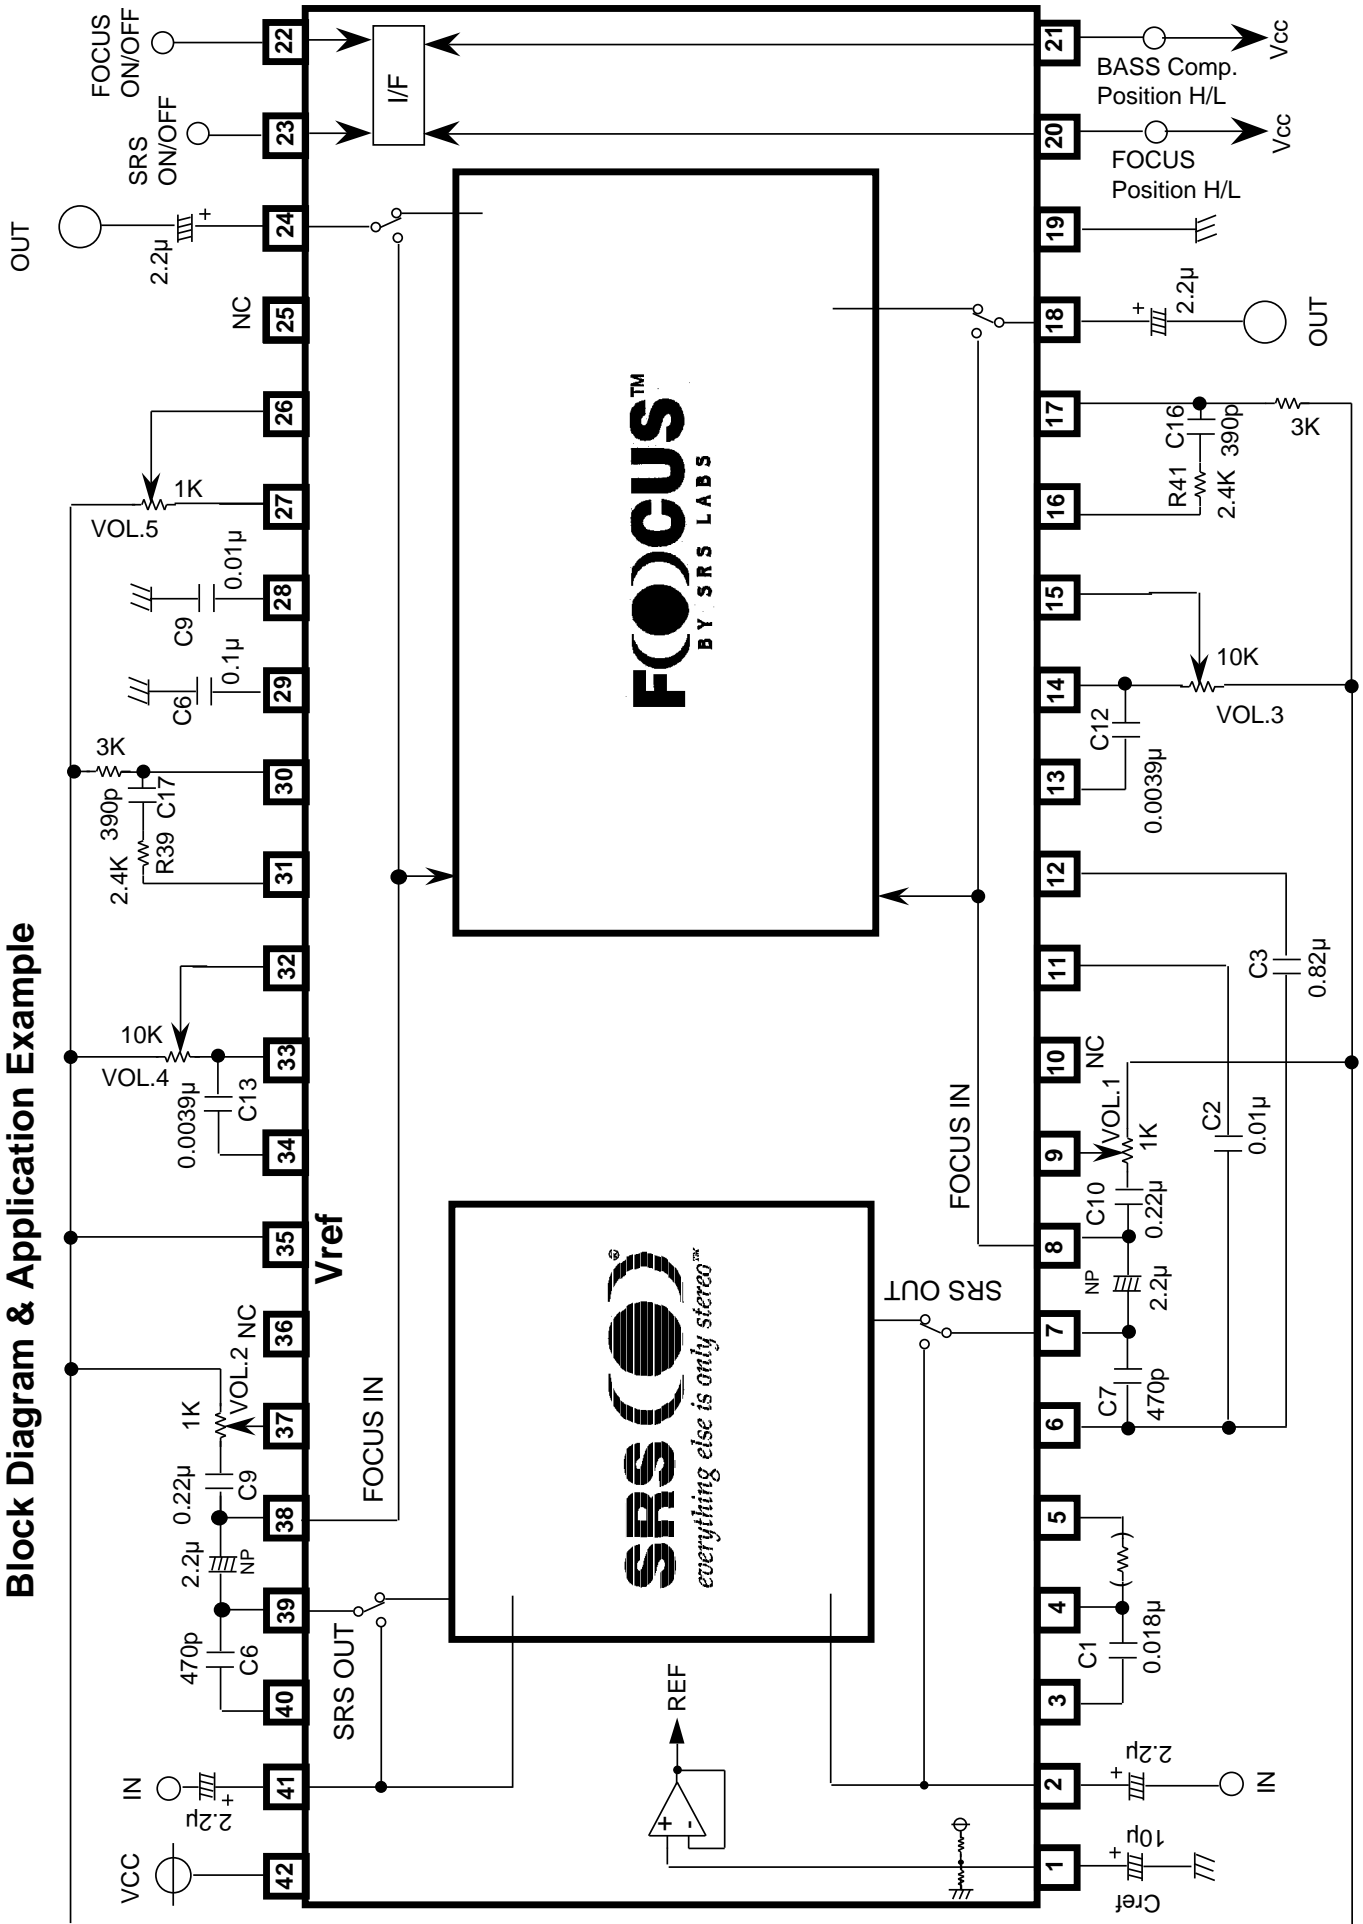 Block Diagram & Application Example
VCC
IN
2.2µ
+
470p
C6
2.2µ
NP
0.22µ
C9
1K
VOL.2
NC
0.0039µ
C13
VOL.4
10K
2.4K
R39
390p
C17
3K
C6
0.1µ
C9
0.01µ
VOL.5
1K
NC
2.2µ
+
OUT
SRS
ON/OFF
FOCUS
ON/OFF
42
41
40
39
38
37
36
35
34
33
32
31
30
29
28
27
26
25
24
23
22
Vref
SRS OUT
FOCUS IN
I/F
REF
+
-
SRS ( ) ®
everything else is only stereo™
FOCUS™
BY SRS LABS
SRS OUT
FOCUS IN
1
2
3
4
5
6
7
8
9
10
11
12
13
14
15
16
17
18
19
20
21
Cref
+
10µ
+
2.2µ
IN
C1
0.018µ
( )
C7
470p
NP
2.2µ
C10
0.22µ
VOL.1
1K
NC
C2
0.01µ
C3
0.82µ
C12
0.0039µ
10K
VOL.3
R41
2.4K
C16
390p
3K
+
2.2µ
OUT
FOCUS
Position H/L
Vcc
BASS Comp.
Position H/L
Vcc